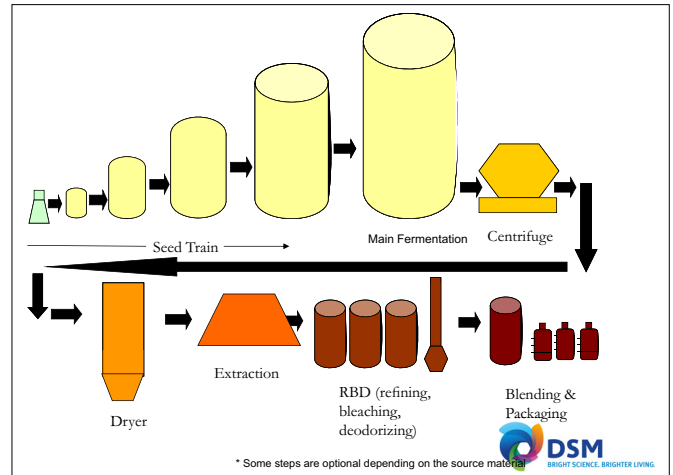 Seed Train
Main Fermentation
Centrifuge
Dryer
Extraction
RBD (refining,
bleaching,
deodorizing)
Blending &
Packaging
DSM
BRIGHT SCIENCE. BRIGHTER LIVING.
* Some steps are optional depending on the source material